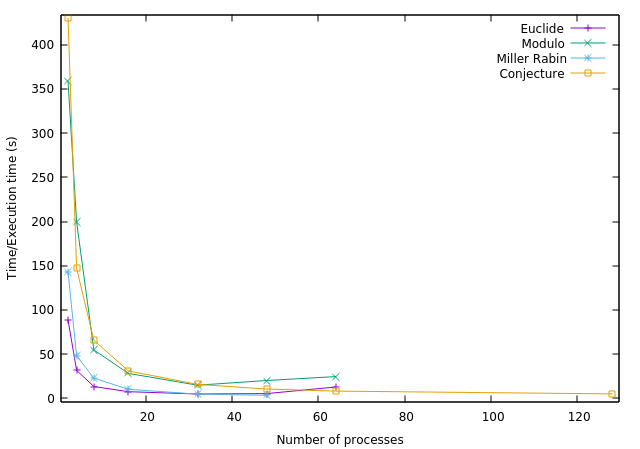 Euclide
Modulo
Miller Rabin
Conjecture
400
350
300
250
200
150
100
50
0
Time/Execution time (s)
20 40 60 80 100 120
Number of processes